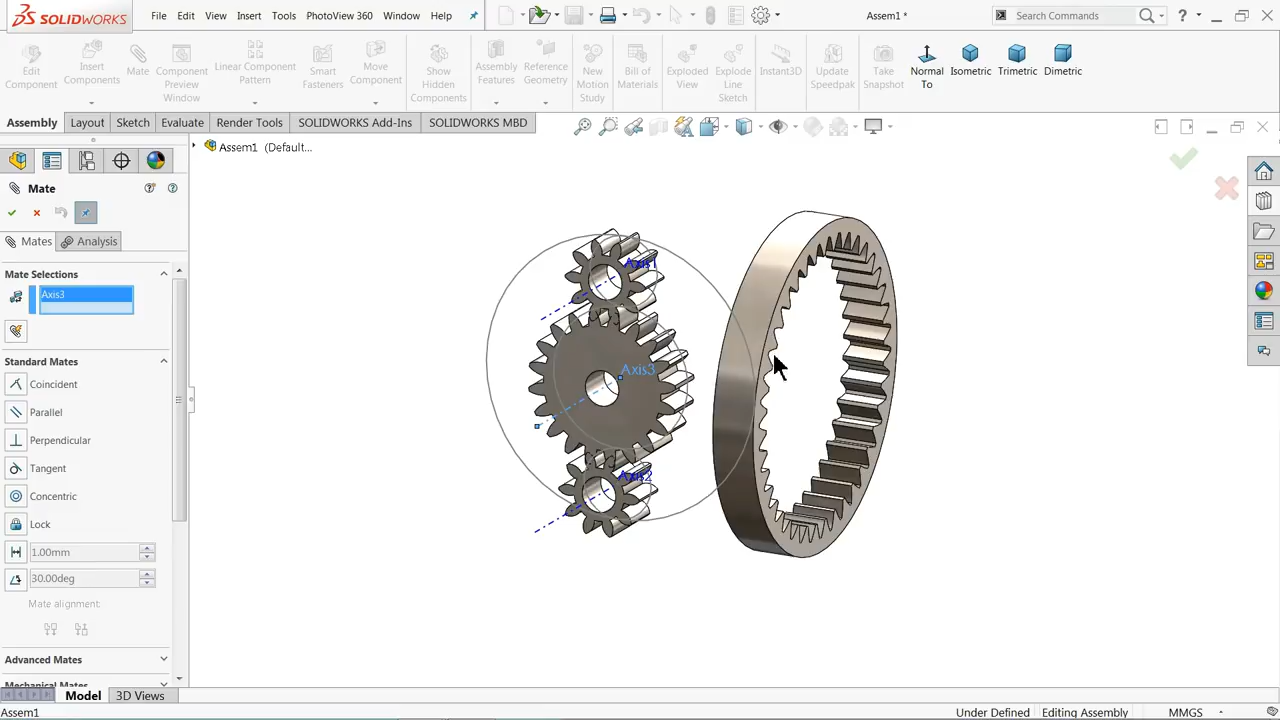 SOLIDWORKS
File Edit View Insert Tools PhotoView 360 Window Help
Assem1 *
Search Commands
Edit Component
Insert Components
Mate
Component Preview Window
Linear Component Pattern
Smart Fasteners
Move Component
Show Hidden Components
Assembly Features
Reference Geometry
New Motion Study
Bill of Materials
Exploded View
Explode Line Sketch
Instant3D
Update Speedpak
Take Snapshot
Normal To
Isometric
Trimetric
Dimetric
Assembly Layout Sketch Evaluate Render Tools SOLIDWORKS Add-Ins SOLIDWORKS MBD
Assem1 (Default...
Mate
Mates Analysis
Mate Selections
Axis3
Standard Mates
Coincident
Parallel
Perpendicular
Tangent
Concentric
Lock
1.00mm
30.00deg
Mate alignment:
Advanced Mates
Mechanical Mates
Axis1
Axis3
Axis2
Model 3D Views
Assem1
Under Defined Editing Assembly MMGS